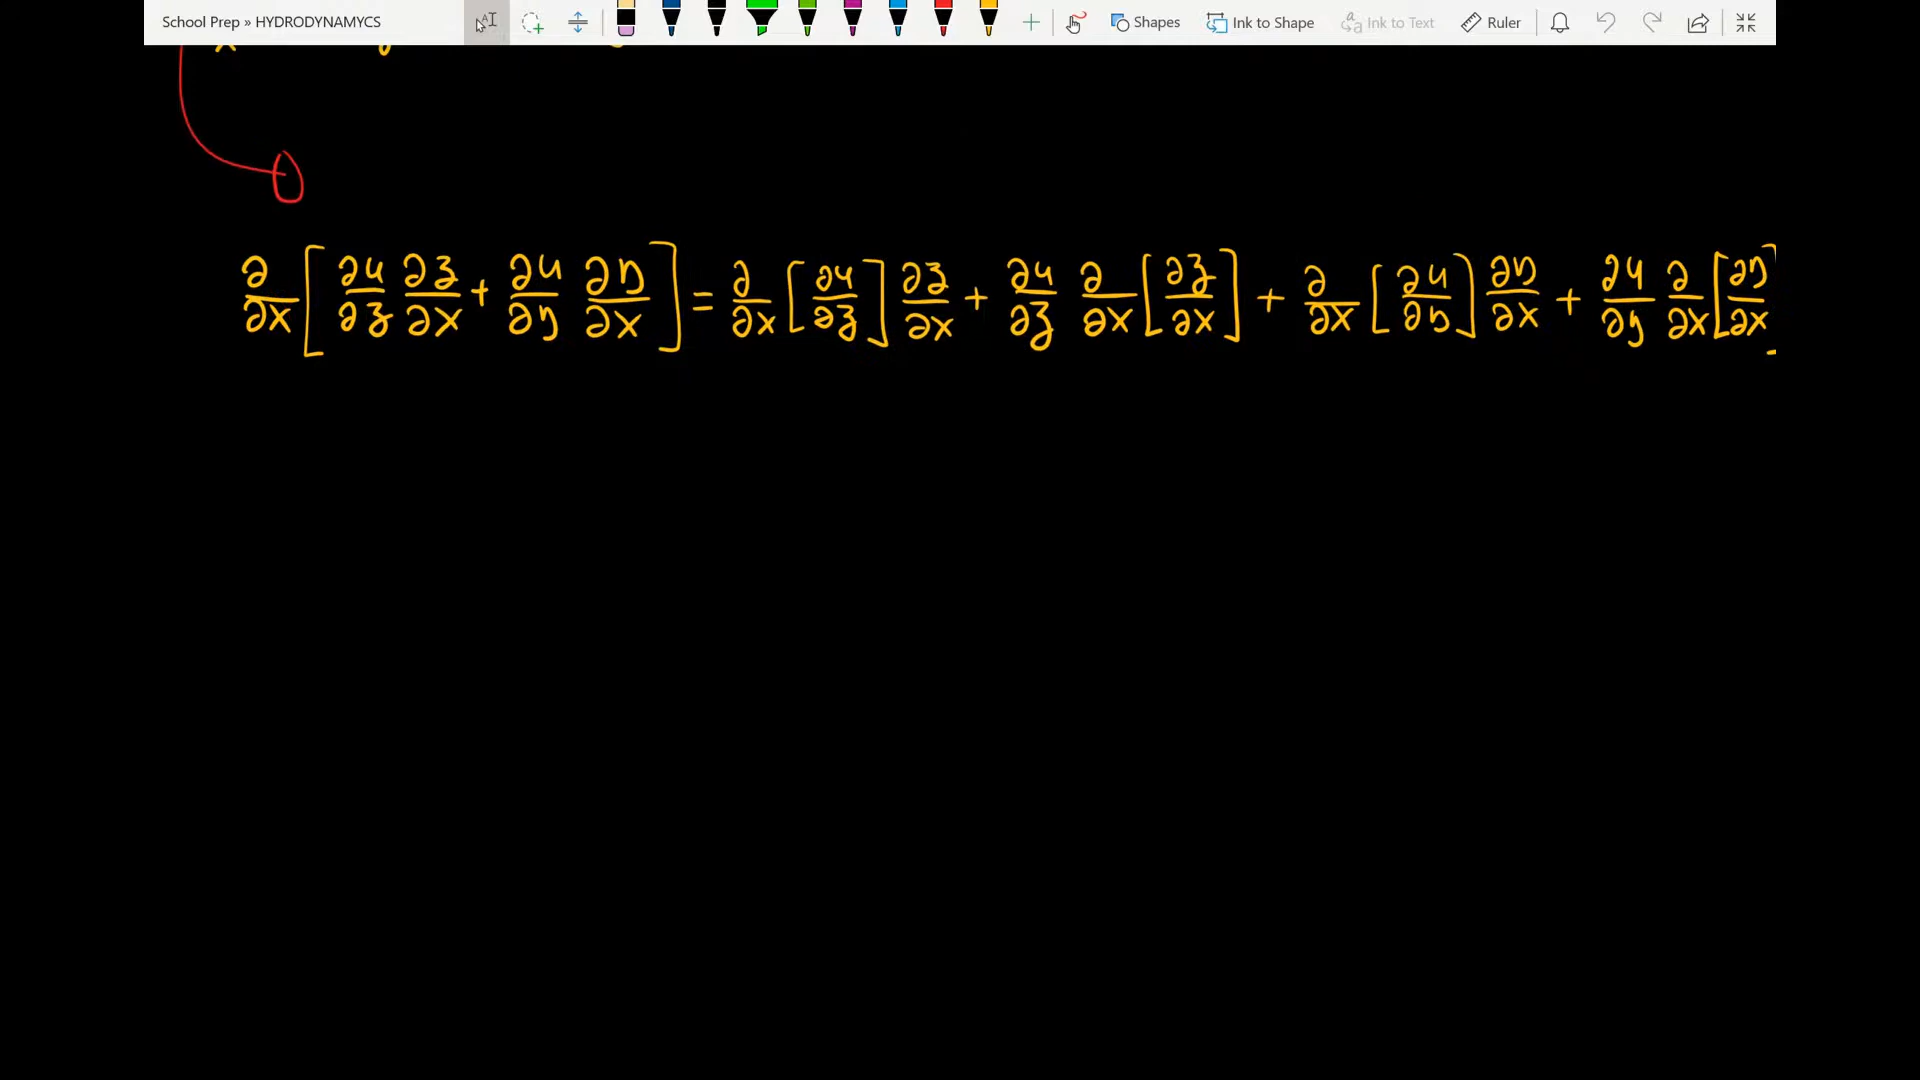 School Prep » HYDRODYNAMYCS
Shapes
Ink to Shape
Ink to Text
Ruler
∂/∂x [ ∂u/∂ξ ∂ξ/∂x + ∂u/∂η ∂η/∂x ] = ∂/∂x [ ∂u/∂ξ ] ∂ξ/∂x + ∂u/∂ξ ∂/∂x [ ∂ξ/∂x ] + ∂/∂x [ ∂u/∂η ] ∂η/∂x + ∂u/∂η ∂/∂x [ ∂η/∂x ]